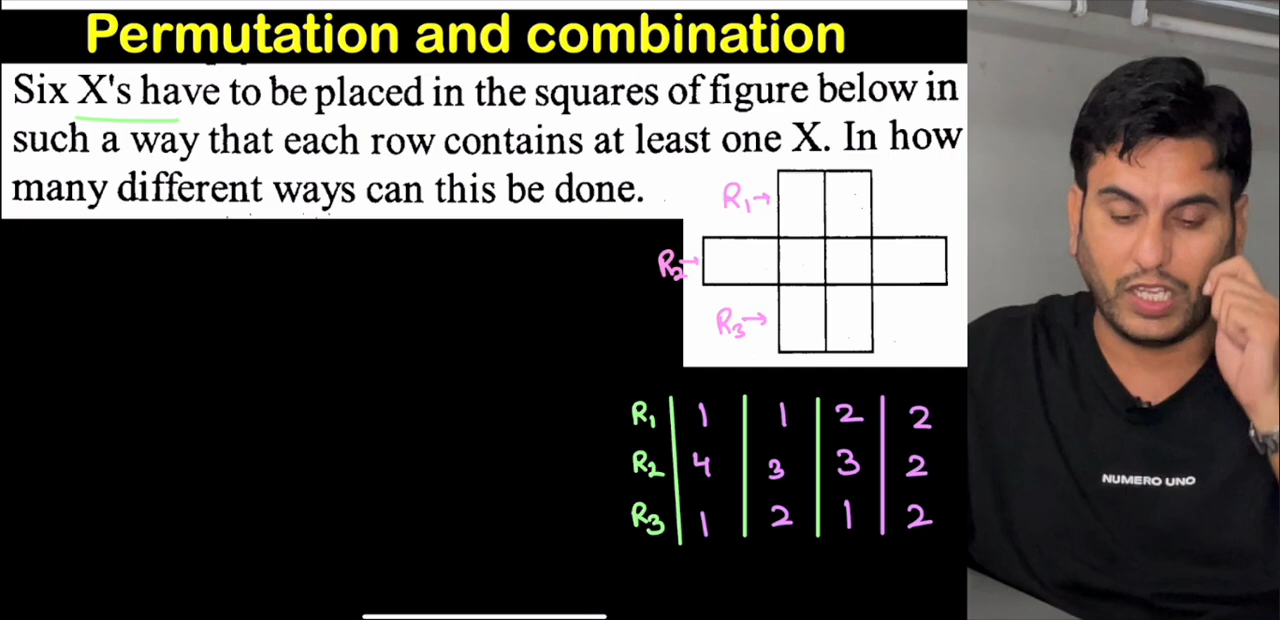 Permutation and combination
Six X's have to be placed in the squares of figure below in
such a way that each row contains at least one X. In how
many different ways can this be done.
R1→
R2→
R3→
R1 | 1 | 1 | 2 | 2
R2 | 4 | 3 | 3 | 2
R3 | 1 | 2 | 1 | 2
NUMERO UNO